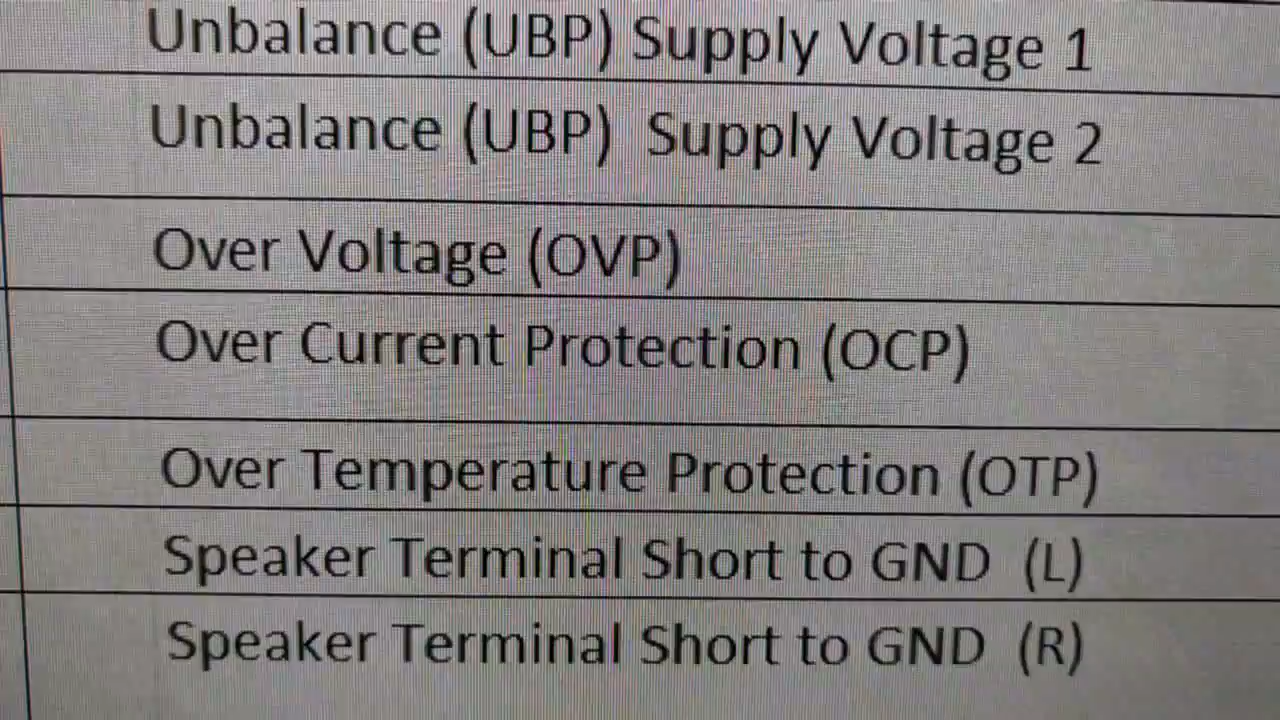 Unbalance (UBP) Supply Voltage 1
Unbalance (UBP) Supply Voltage 2
Over Voltage (OVP)
Over Current Protection (OCP)
Over Temperature Protection (OTP)
Speaker Terminal Short to GND (L)
Speaker Terminal Short to GND (R)